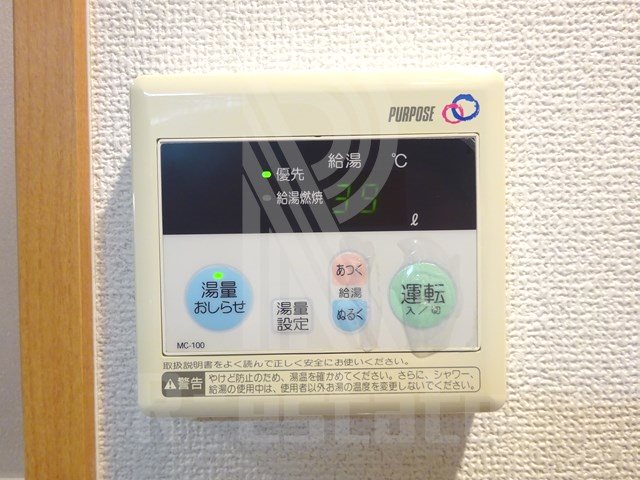 PURPOSE
給湯 ℃
優先
給湯燃焼 39
ℓ
湯量
おしらせ
湯量
設定
あつく
給湯
ぬるく
運転
入/切
MC-100
取扱説明書をよく読んで正しく安全にお使いください。
警告
やけど防止のため、湯温を確かめてください。さらに、シャワー、
給湯の使用中は、使用者以外お湯の温度を変更しないでください。